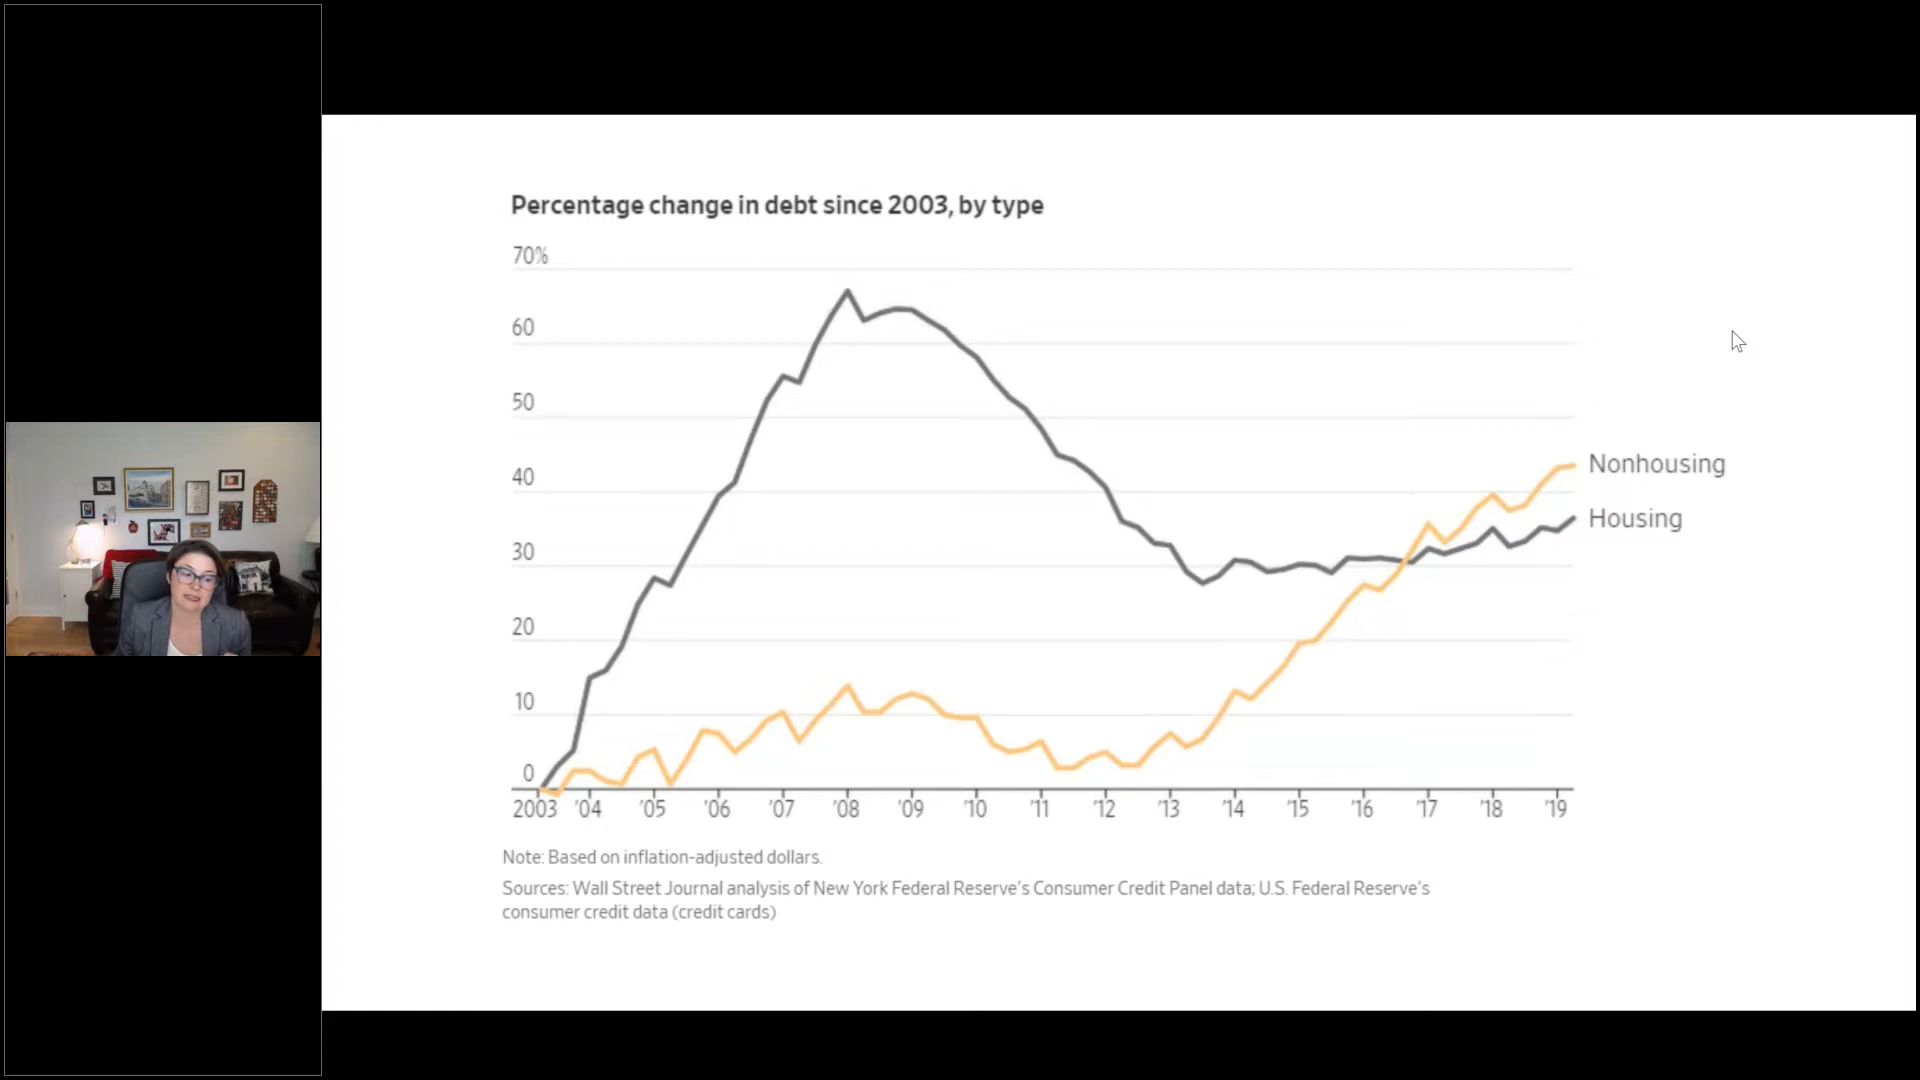 Percentage change in debt since 2003, by type
70%
60
50
40
30
20
10
0
Nonhousing
Housing
2003 '04 '05 '06 '07 '08 '09 '10 '11 '12 '13 '14 '15 '16 '17 '18 '19
Note: Based on inflation-adjusted dollars.
Sources: Wall Street Journal analysis of New York Federal Reserve's Consumer Credit Panel data; U.S. Federal Reserve's
consumer credit data (credit cards)